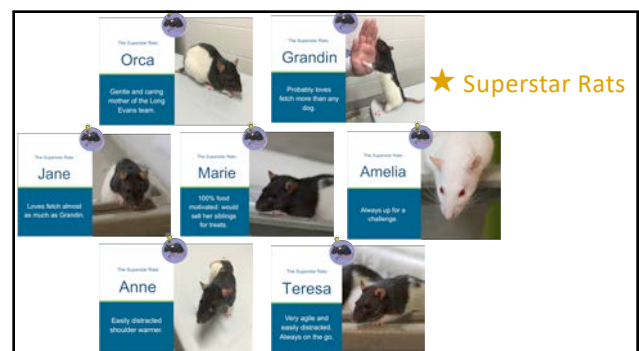 The Superstar Rats:
Orca
Gentle and caring
mother of the Long
Evans team.
The Superstar Rats:
Grandin
Probably loves
fetch more than any
dog.
★ Superstar Rats
The Superstar Rats:
Jane
Loves fetch almost
as much as Grandin.
The Superstar Rats:
Marie
100% food
motivated: would
sell her siblings
for treats.
The Superstar Rats:
Amelia
Always up for a
challenge.
The Superstar Rats:
Anne
Easily distracted
shoulder warmer.
The Superstar Rats:
Teresa
Very agile and
easily distracted.
Always on the go.